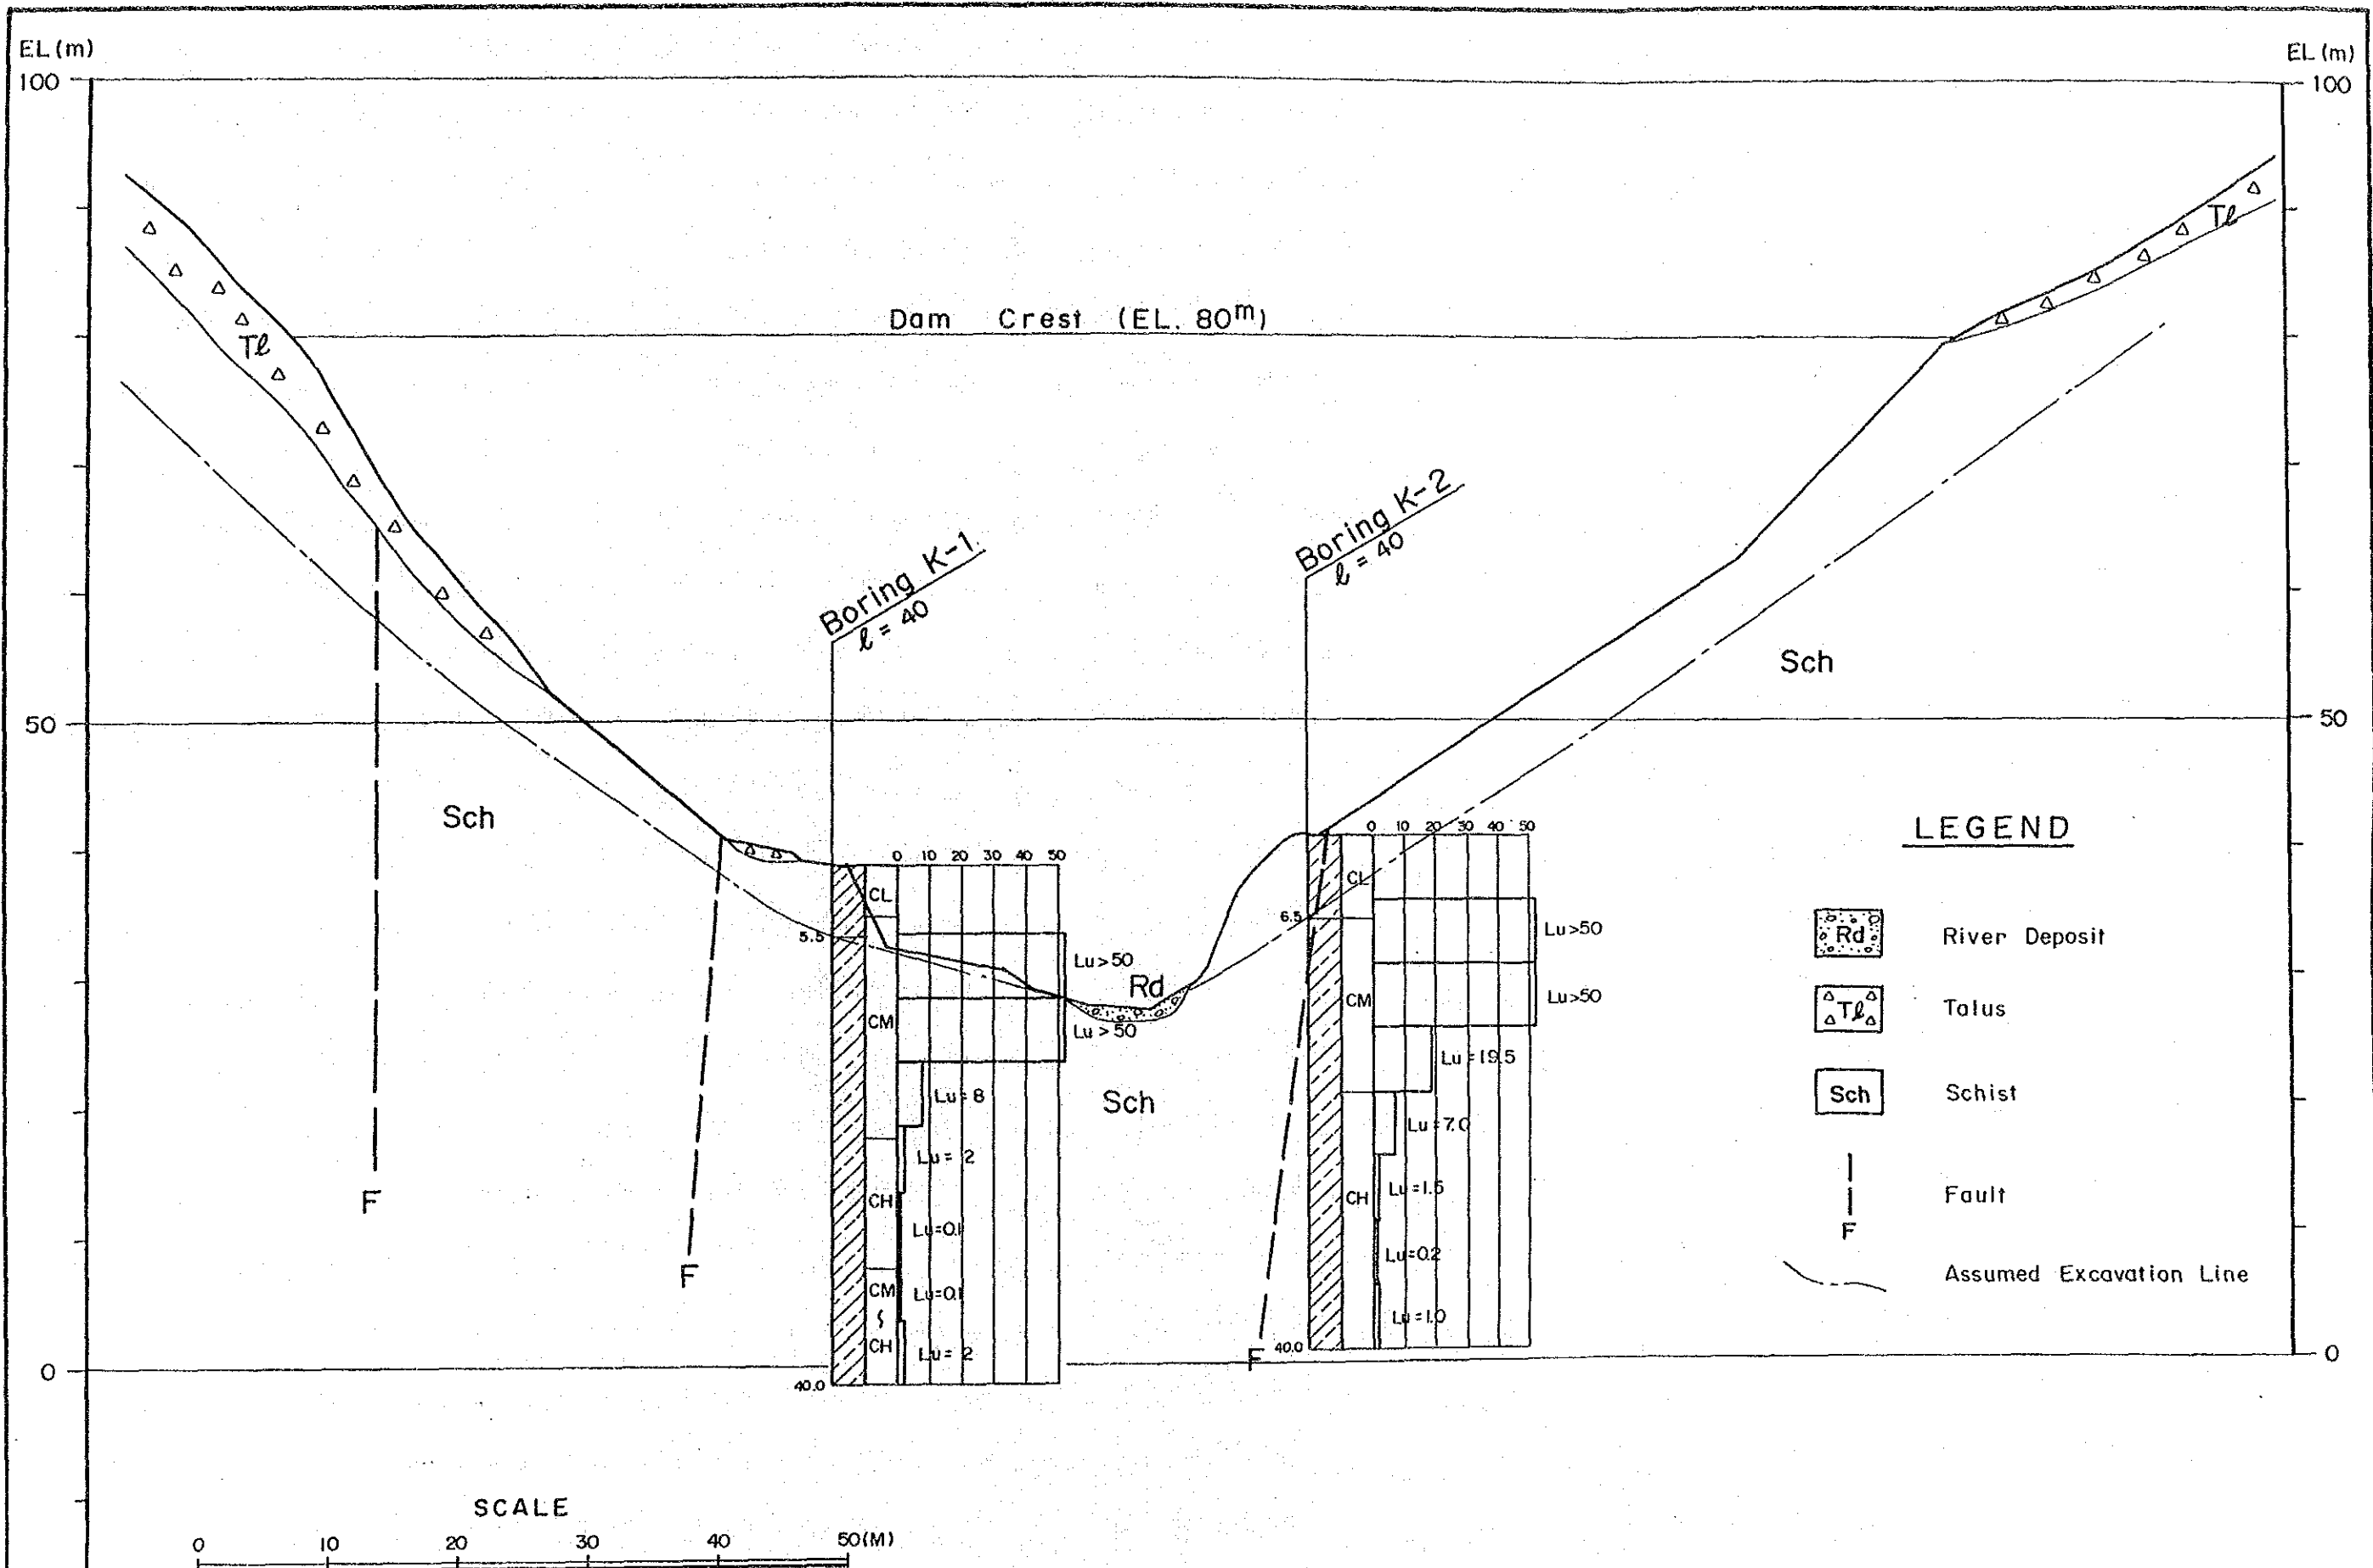 EL (m)
EL (m)
100
100
Tl
Tl
Dam Crest (EL. 80m)
Boring K-1.
l = 40
Boring K-2
l = 40
50
50
Sch
Sch
Sch
0 10 20 30 40 50
CL
5.5
Lu>50
CM
Lu>50
Lu=8
Lu=2
CH
Lu=0.1
CM
Lu=0.1
CH
Lu=2
40.0
Rd
0 10 20 30 40 50
CL
6.5
Lu>50
CM
Lu>50
Lu=19.5
Lu=7.0
CH
Lu=1.5
Lu=0.2
Lu=1.0
40.0
F
F
F
0
0
LEGEND
Rd River Deposit
Tl Talus
Sch Schist
F Fault
Assumed Excavation Line
SCALE
0 10 20 30 40 50(M)